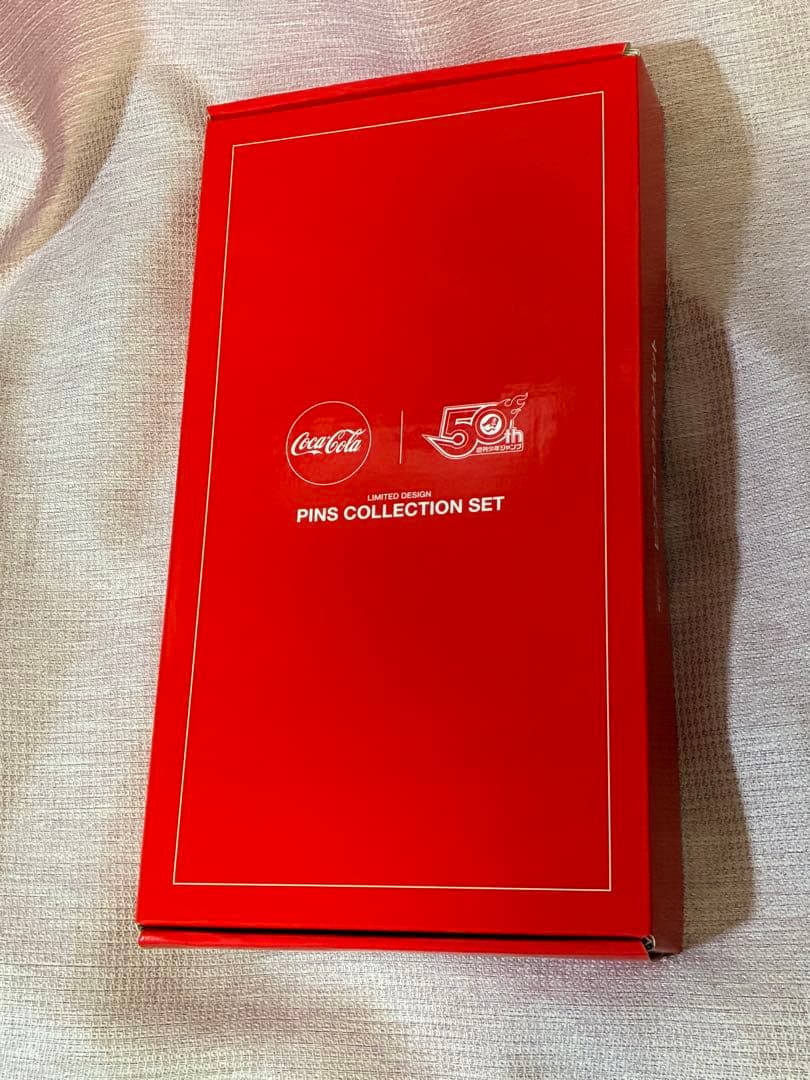 Coca-Cola
50th
週刊少年ジャンプ
LIMITED DESIGN
PINS COLLECTION SET